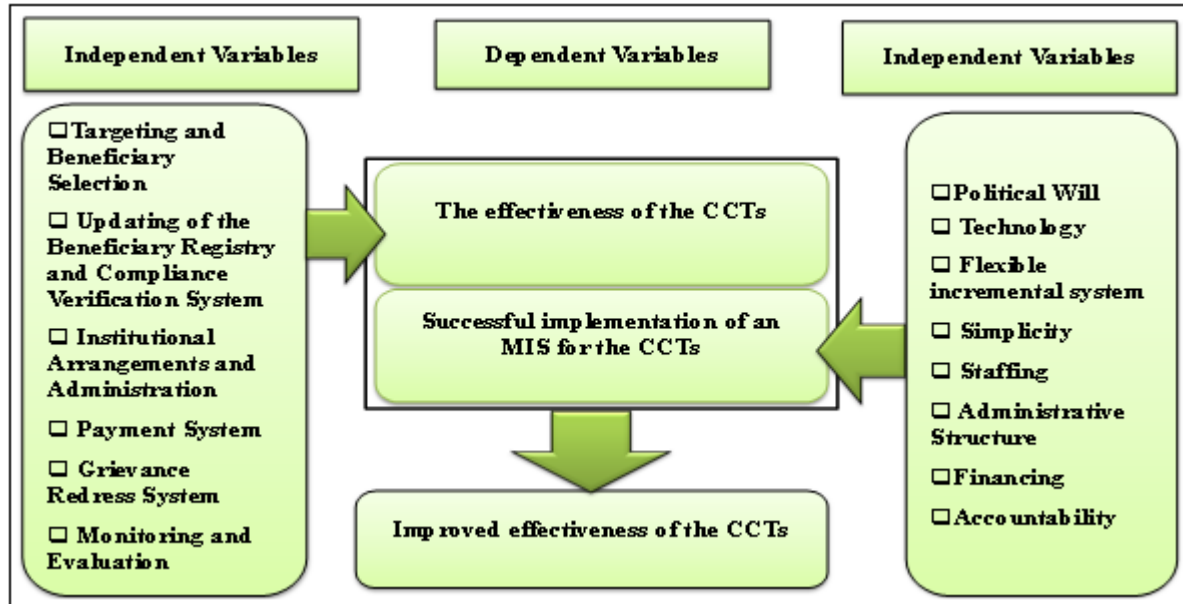 Independent Variables
Dependent Variables
Independent Variables
❑Targeting and
Beneficiary
Selection
❑ Updating of the
Beneficiary Registry
and Compliance
Verification System
❑ Institutional
Arrangements and
Administration
❑ Payment System
❑ Grievance
Redress System
❑ Monitoring and
Evaluation
The effectiveness of the CCTs
Successful implementation of an
MIS for the CCTs
Improved effectiveness of the CCTs
❑Political Will
❑ Technology
❑ Flexible
incremental system
❑ Simplicity
❑ Staffing
❑ Administrative
Structure
❑Financing
❑Accountability